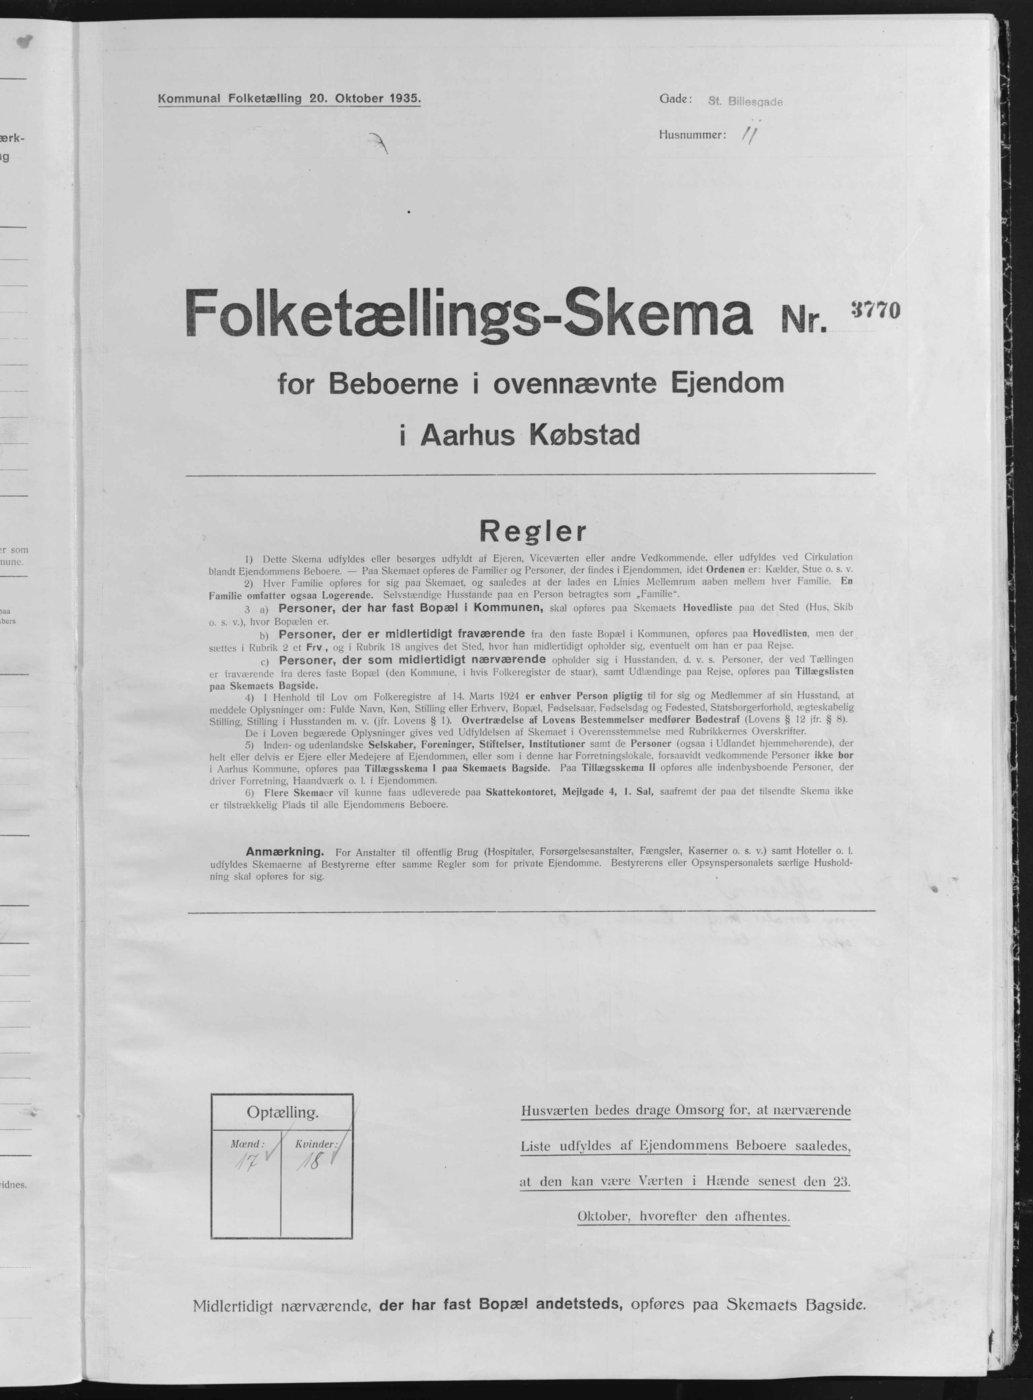 ærk-
ng
er som
mune.
paa
bers
vidnes.
Kommunal Folketælling 20. Oktober 1935.
Gade: St. Billesgade
Husnummer: 11
Folketællings-Skema Nr. 3770
for Beboerne i ovennævnte Ejendom
i Aarhus Købstad
Regler
1) Dette Skema udfyldes eller besørges udfyldt af Ejeren, Viceværten eller andre Vedkommende, eller udfyldes ved Cirkulation
blandt Ejendommens Beboere. — Paa Skemaet opføres de Familier og Personer, der findes i Ejendommen, idet Ordenen er: Kælder, Stue o. s. v.
2) Hver Familie opføres for sig paa Skemaet, og saaledes at der lades en Linies Mellemrum aaben mellem hver Familie. En
Familie omfatter ogsaa Logerende. Selvstændige Husstande paa en Person betragtes som „Familie“.
3 a) Personer, der har fast Bopæl i Kommunen, skal opføres paa Skemaets Hovedliste paa det Sted (Hus, Skib
o. s. v.), hvor Bopælen er.
b) Personer, der er midlertidigt fraværende fra den faste Bopæl i Kommunen, opføres paa Hovedlisten, men der
sættes i Rubrik 2 et Frv., og i Rubrik 18 angives det Sted, hvor han midlertidigt opholder sig, eventuelt om han er paa Rejse.
c) Personer, der som midlertidigt nærværende opholder sig i Husstanden, d. v. s. Personer, der ved Tællingen
er fraværende fra deres faste Bopæl (den Kommune, i hvis Folkeregister de staar), samt Udlændinge paa Rejse, opføres paa Tillægslisten
paa Skemaets Bagside.
4) I Henhold til Lov om Folkeregistre af 14. Marts 1924 er enhver Person pligtig til for sig og Medlemmer af sin Husstand, at
meddele Oplysninger om: Fulde Navn, Køn, Stilling eller Erhverv, Bopæl, Fødselsaar, Fødselsdag og Fødested, Statsborgerforhold, ægteskabelig
Stilling, Stilling i Husstanden m. v. (jfr. Lovens § 1). Overtrædelse af Lovens Bestemmelser medfører Bødestraf (Lovens § 12 jfr. § 8).
De i Loven begærede Oplysninger gives ved Udfyldelsen af Skemaet i Overensstemmelse med Rubrikkernes Overskrifter.
5) Inden- og udenlandske Selskaber, Foreninger, Stiftelser, Institutioner samt de Personer (ogsaa i Udlandet hjemmehørende), der
helt eller delvis er Ejere eller Medejere af Ejendommen, eller som i denne har Forretningslokale, forsaavidt vedkommende Personer ikke bor
i Aarhus Kommune, opføres paa Tillægsskema I paa Skemaets Bagside. Paa Tillægsskema II opføres alle indenbysboende Personer, der
driver Forretning, Haandværk o. l. i Ejendommen.
6) Flere Skemaer vil kunne faas udleverede paa Skattekontoret, Mejlgade 4, 1. Sal, saafremt der paa det tilsendte Skema ikke
er tilstrækkelig Plads til alle Ejendommens Beboere.
Anmærkning. For Anstalter til offentlig Brug (Hospitaler, Forsørgelsesanstalter, Fængsler, Kaserner o. s. v.) samt Hoteller o. l.
udfyldes Skemaerne af Bestyrerne efter samme Regler som for private Ejendomme. Bestyrerens eller Opsynspersonalets særlige Hushold-
ning skal opføres for sig.
Optælling.
Mænd: Kvinder:
17 18
Husværten bedes drage Omsorg for, at nærværende
Liste udfyldes af Ejendommens Beboere saaledes,
at den kan være Værten i Hænde senest den 23.
Oktober, hvorefter den afhentes.
Midlertidigt nærværende, der har fast Bopæl andetsteds, opføres paa Skemaets Bagside.